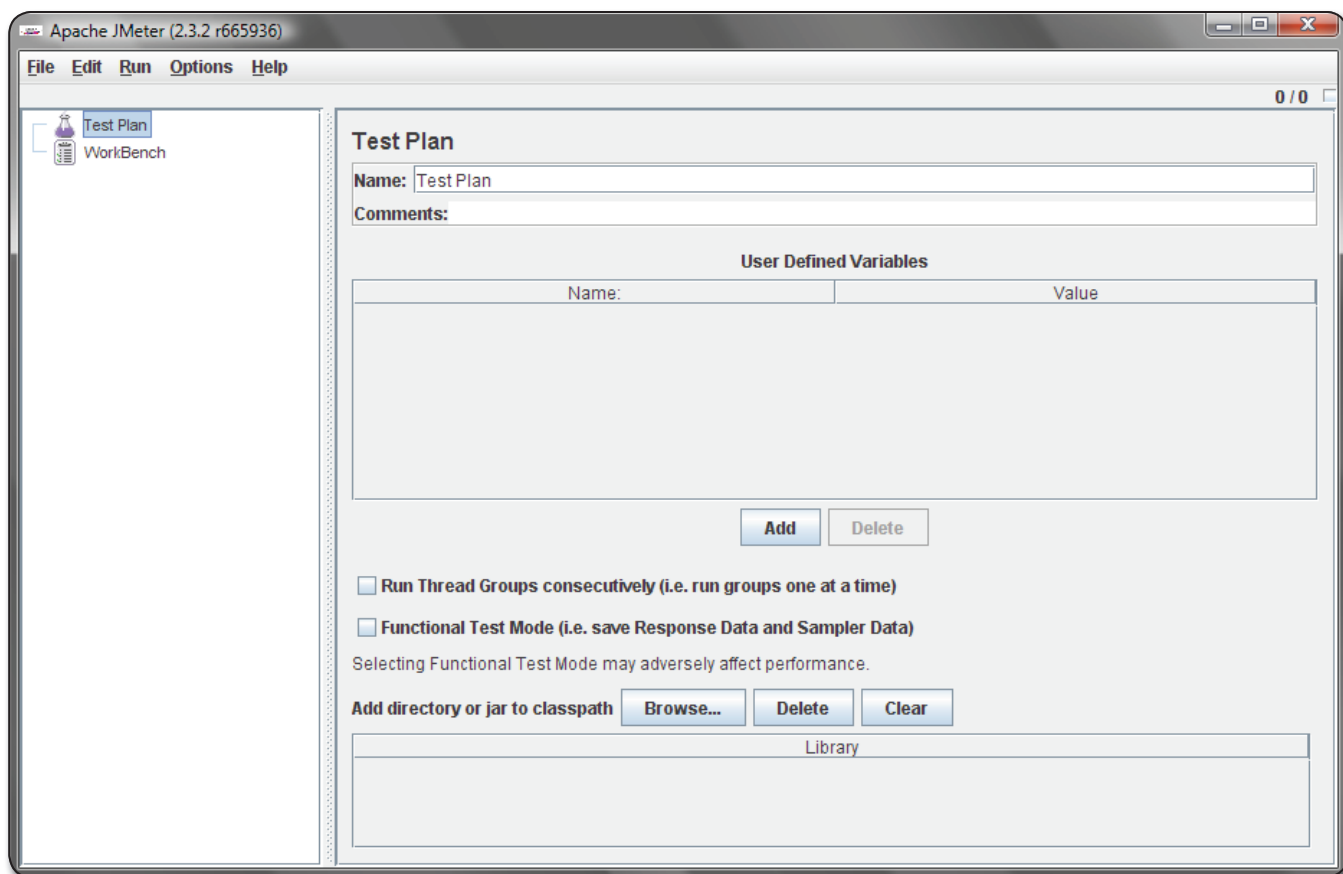 Apache JMeter (2.3.2 r665936)
File Edit Run Options Help
0 / 0
Test Plan
WorkBench
Test Plan
Name: Test Plan
Comments:
User Defined Variables
Name: Value
Add Delete
Run Thread Groups consecutively (i.e. run groups one at a time)
Functional Test Mode (i.e. save Response Data and Sampler Data)
Selecting Functional Test Mode may adversely affect performance.
Add directory or jar to classpath Browse... Delete Clear
Library